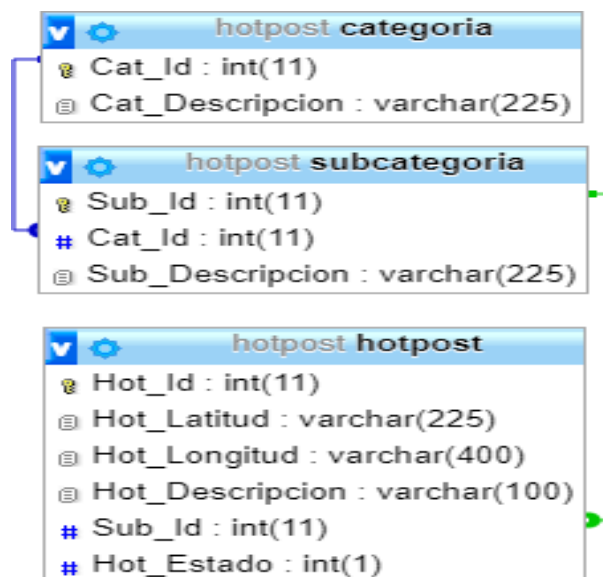 hotpost categoria
Cat_Id : int(11)
Cat_Descripcion : varchar(225)
hotpost subcategoria
Sub_Id : int(11)
# Cat_Id : int(11)
Sub_Descripcion : varchar(225)
hotpost hotpost
Hot_Id : int(11)
Hot_Latitud : varchar(225)
Hot_Longitud : varchar(400)
Hot_Descripcion : varchar(100)
# Sub_Id : int(11)
# Hot_Estado : int(1)